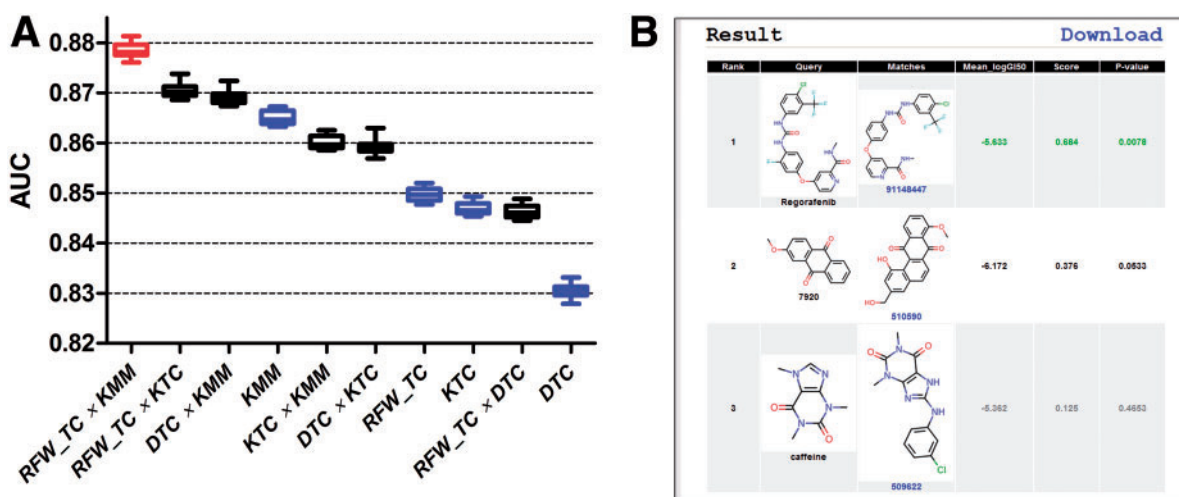 A
AUC
0.88
0.87
0.86
0.85
0.84
0.83
0.82
RFW_TC × KMM
RFW_TC × KTC
DTC × KMM
KMM
KTC × KMM
DTC × KTC
RFW_TC
KTC
RFW_TC × DTC
DTC
B
Result Download
Rank Query Matches Mean_logGI50 Score P-value
1 -5.633 0.684 0.0078
Regorafenib 91148447
2 -6.172 0.376 0.0533
7920 510590
3 -5.362 0.125 0.4653
caffeine 509622